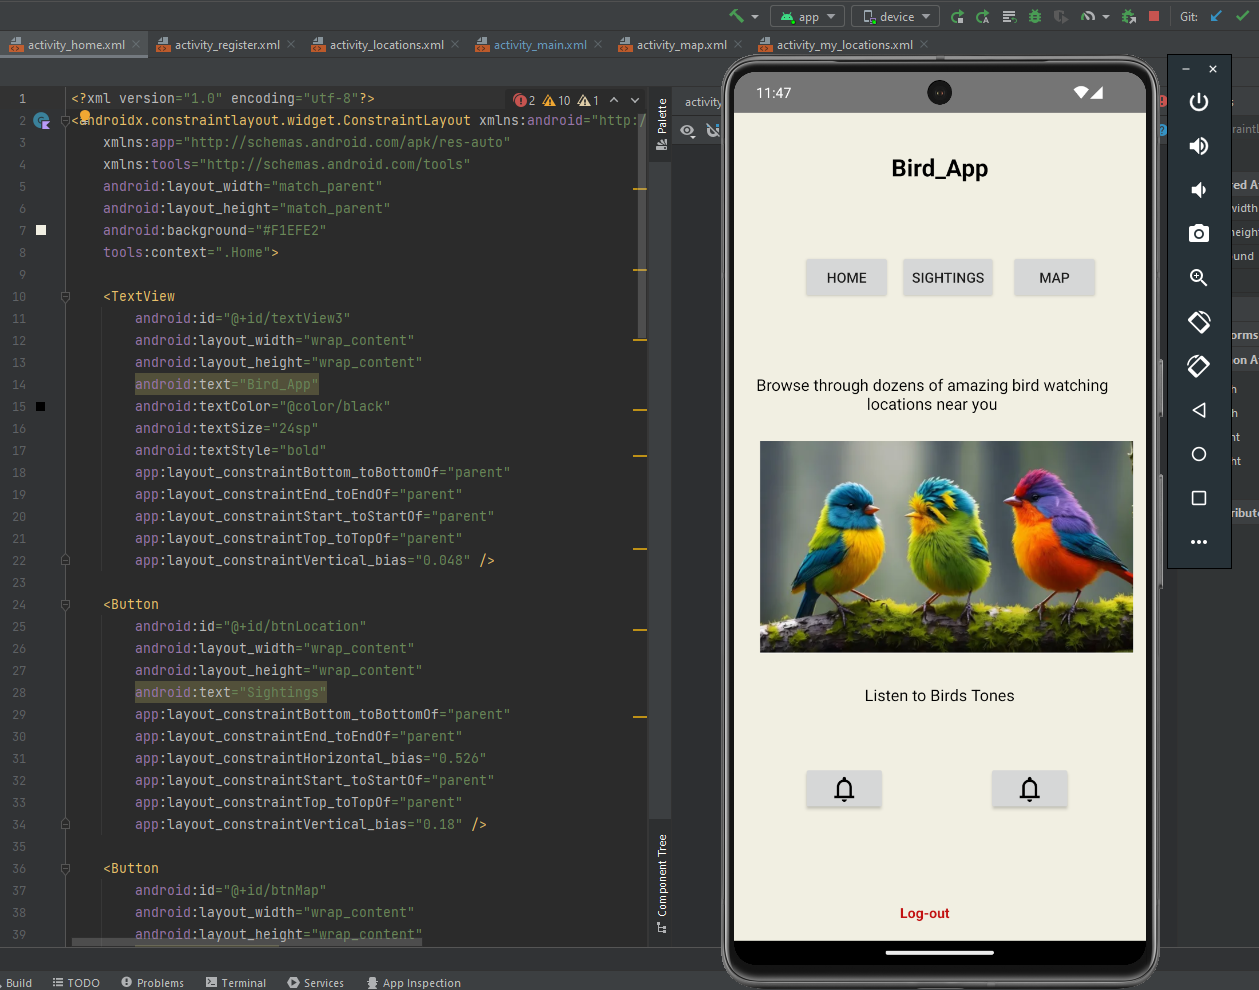 app
device
Git:
activity_home.xml
activity_register.xml
activity_locations.xml
activity_main.xml
activity_map.xml
activity_my_locations.xml
2 10 1
1 <?xml version="1.0" encoding="utf-8"?>
2 <androidx.constraintlayout.widget.ConstraintLayout xmlns:android="http:/
3 xmlns:app="http://schemas.android.com/apk/res-auto"
4 xmlns:tools="http://schemas.android.com/tools"
5 android:layout_width="match_parent"
6 android:layout_height="match_parent"
7 android:background="#F1EFE2"
8 tools:context=".Home">
9
10 <TextView
11 android:id="@+id/textView3"
12 android:layout_width="wrap_content"
13 android:layout_height="wrap_content"
14 android:text="Bird_App"
15 android:textColor="@color/black"
16 android:textSize="24sp"
17 android:textStyle="bold"
18 app:layout_constraintBottom_toBottomOf="parent"
19 app:layout_constraintEnd_toEndOf="parent"
20 app:layout_constraintStart_toStartOf="parent"
21 app:layout_constraintTop_toTopOf="parent"
22 app:layout_constraintVertical_bias="0.048" />
23
24 <Button
25 android:id="@+id/btnLocation"
26 android:layout_width="wrap_content"
27 android:layout_height="wrap_content"
28 android:text="Sightings"
29 app:layout_constraintBottom_toBottomOf="parent"
30 app:layout_constraintEnd_toEndOf="parent"
31 app:layout_constraintHorizontal_bias="0.526"
32 app:layout_constraintStart_toStartOf="parent"
33 app:layout_constraintTop_toTopOf="parent"
34 app:layout_constraintVertical_bias="0.18" />
35
36 <Button
37 android:id="@+id/btnMap"
38 android:layout_width="wrap_content"
39 android:layout_height="wrap_content"
Palette
Component Tree
activity
11:47
Bird_App
HOME
SIGHTINGS
MAP
Browse through dozens of amazing bird watching
locations near you
Listen to Birds Tones
Log-out
Build
TODO
Problems
Terminal
Services
App Inspection